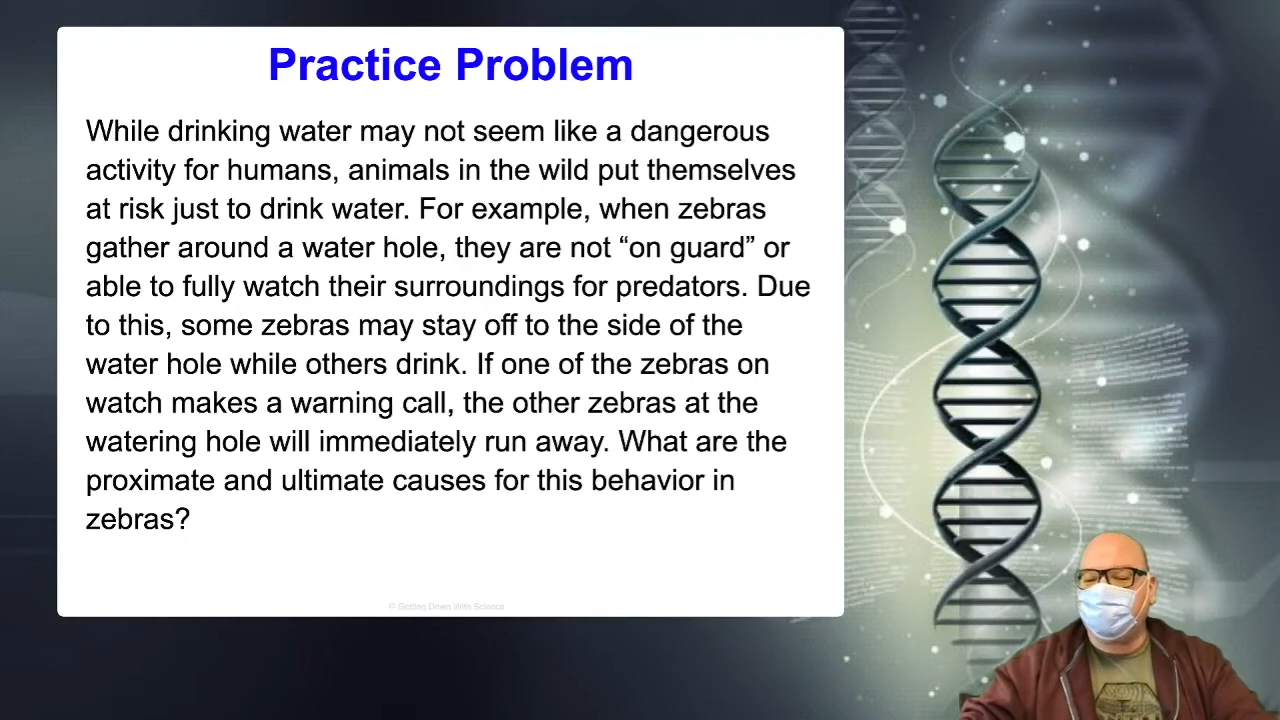 Practice Problem
While drinking water may not seem like a dangerous
activity for humans, animals in the wild put themselves
at risk just to drink water. For example, when zebras
gather around a water hole, they are not “on guard” or
able to fully watch their surroundings for predators. Due
to this, some zebras may stay off to the side of the
water hole while others drink. If one of the zebras on
watch makes a warning call, the other zebras at the
watering hole will immediately run away. What are the
proximate and ultimate causes for this behavior in
zebras?
© Getting Down With Science